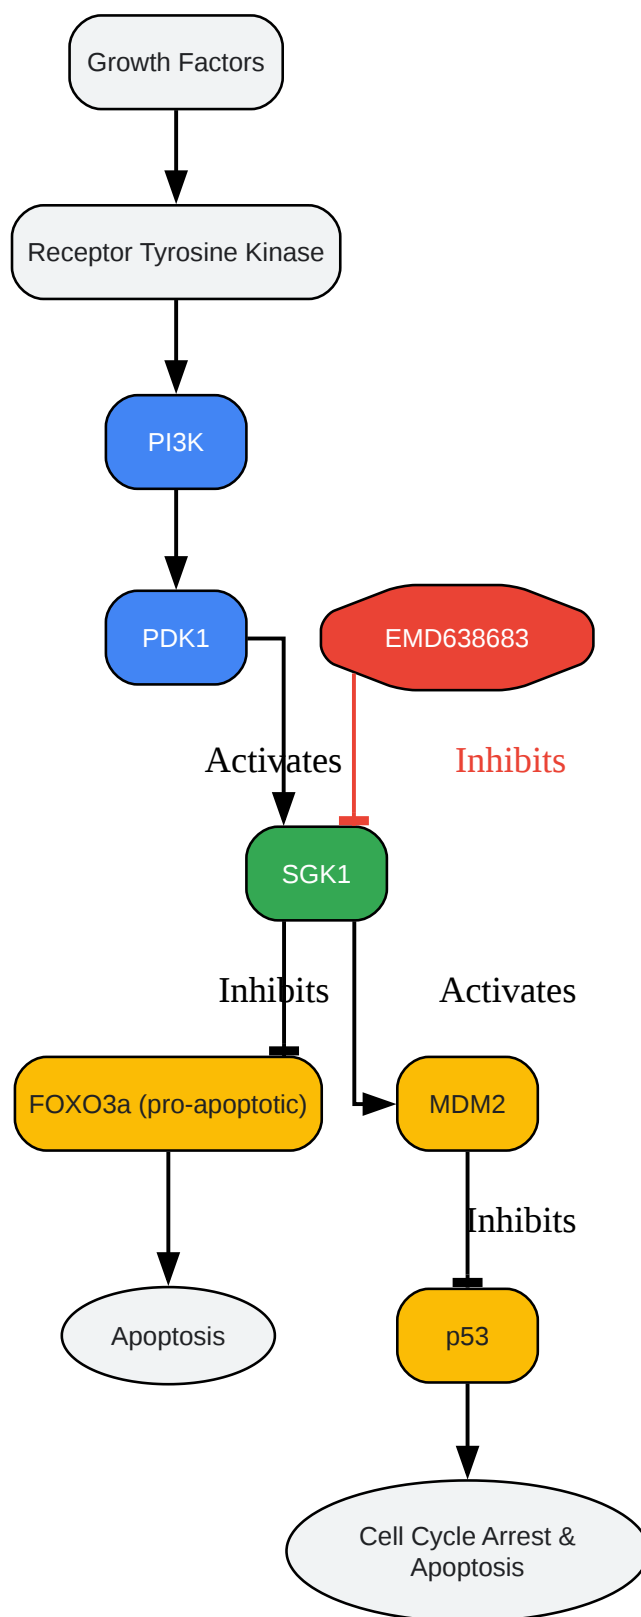 Growth Factors
Receptor Tyrosine Kinase
PI3K
PDK1
EMD638683
Activates
Inhibits
SGK1
Inhibits
Activates
FOXO3a (pro-apoptotic)
MDM2
Inhibits
Apoptosis
p53
Cell Cycle Arrest &
Apoptosis